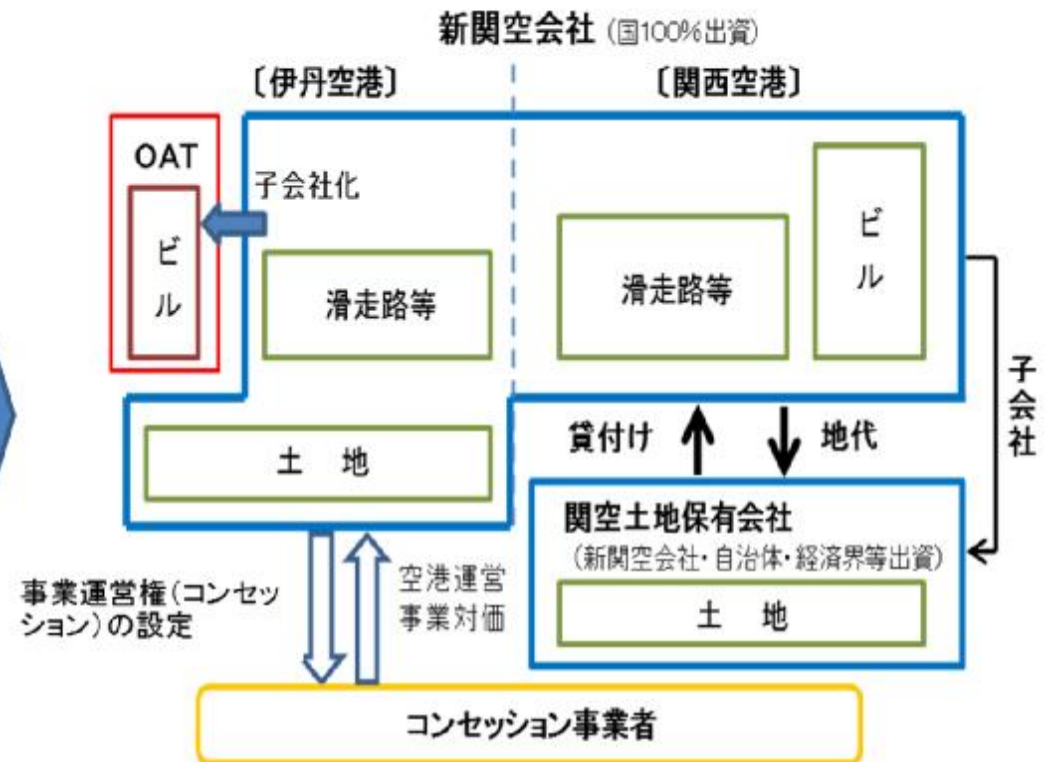 新関空会社 (国100%出資)
〔伊丹空港〕
〔関西空港〕
OAT
ビル
子会社化
滑走路等
滑走路等
ビル
子会社
土 地
貸付け
地代
関空土地保有会社
(新関空会社・自治体・経済界等出資)
土 地
事業運営権(コンセッ
ション)の設定
空港運営
事業対価
コンセッション事業者